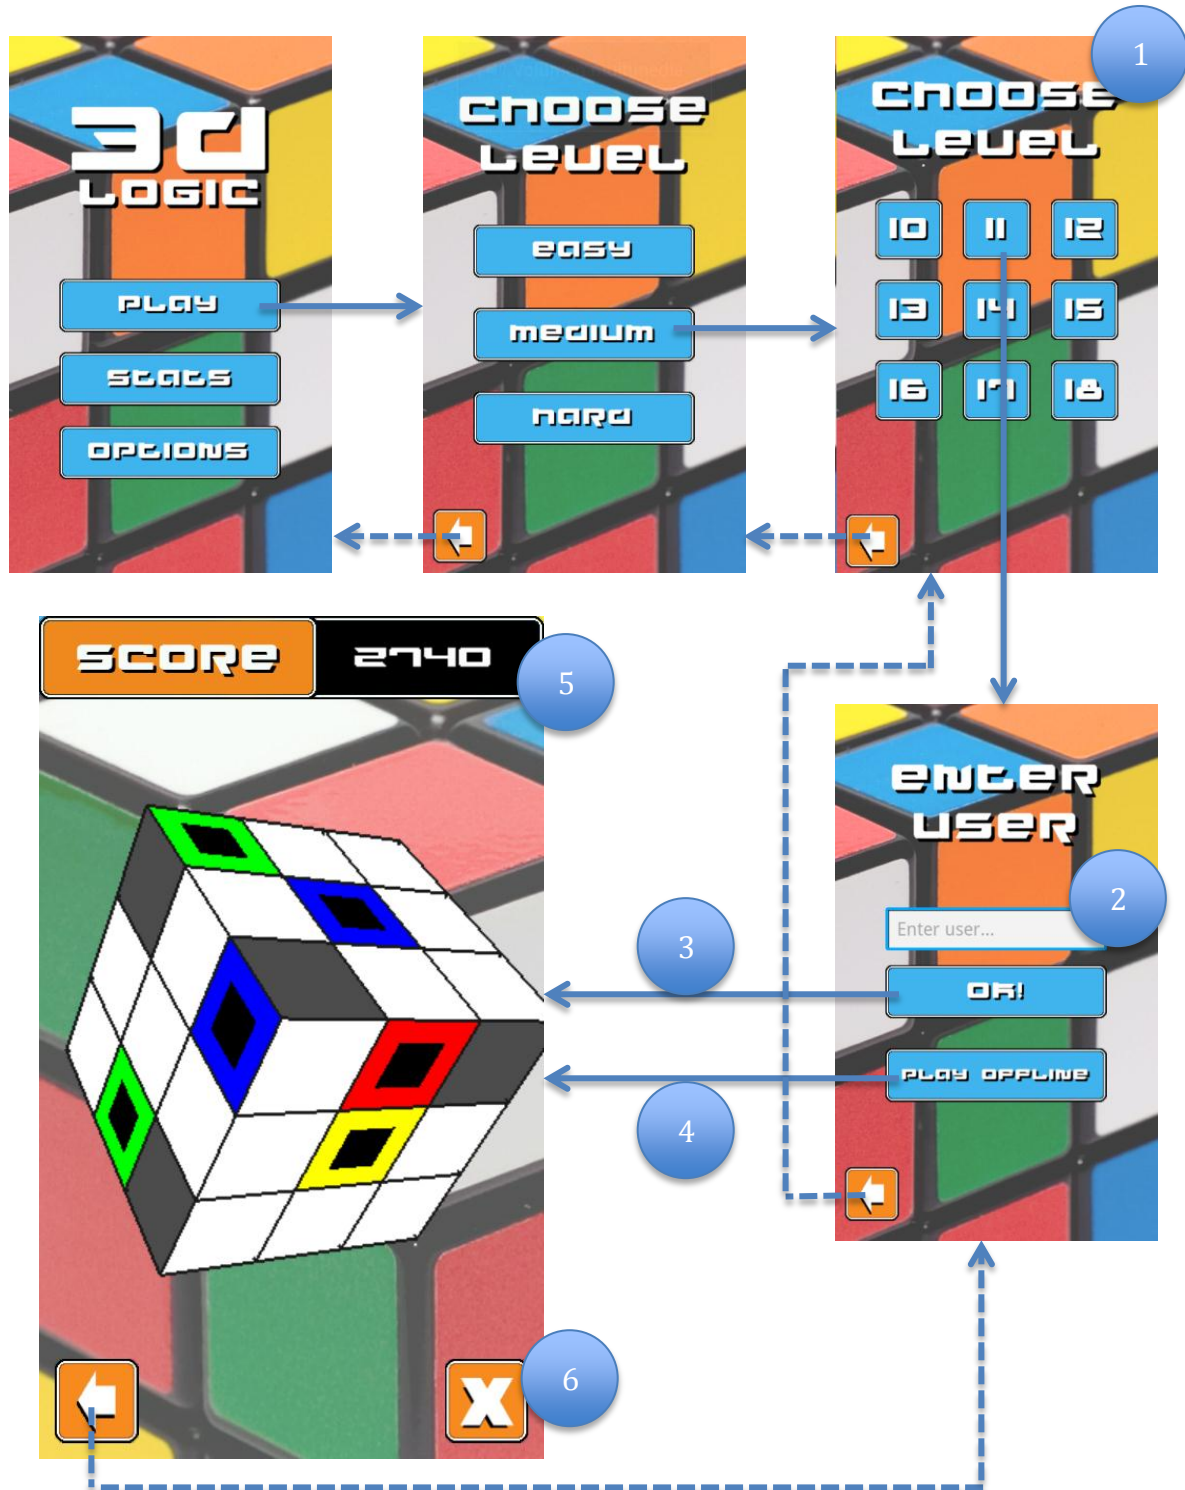 3d
LOGIC
PLAY
STATS
OPTIONS
CHOOSE
LEVEL
EASY
MEDIUM
HARD
1
CHOOSE
LEVEL
10 11 12
13 14 15
16 17 18
SCORE 2740
5
ENTER
USER
2
Enter user...
3
OK!
PLAY OFFLINE
4
6
X